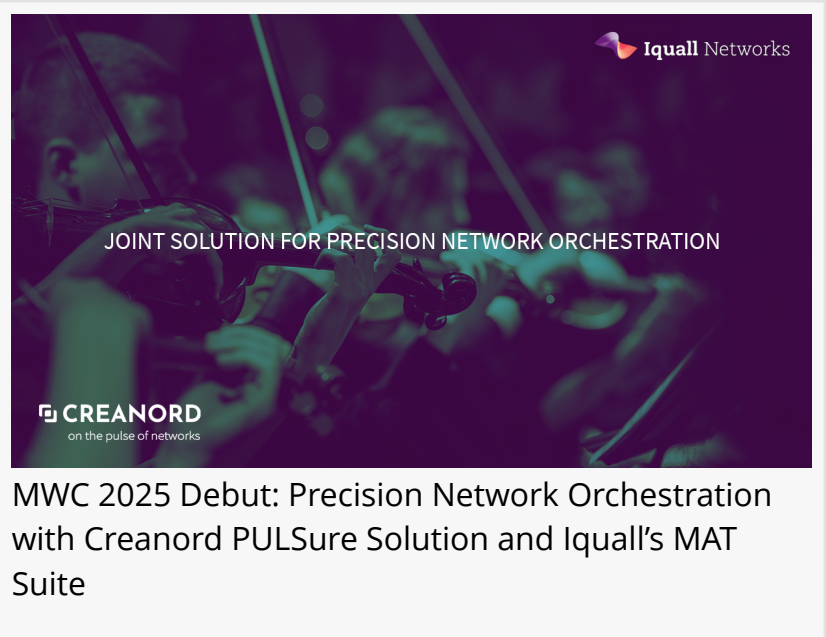 Iquall Networks
JOINT SOLUTION FOR PRECISION NETWORK ORCHESTRATION
CREANORD
on the pulse of networks
MWC 2025 Debut: Precision Network Orchestration
with Creanord PULSure Solution and Iquall’s MAT
Suite